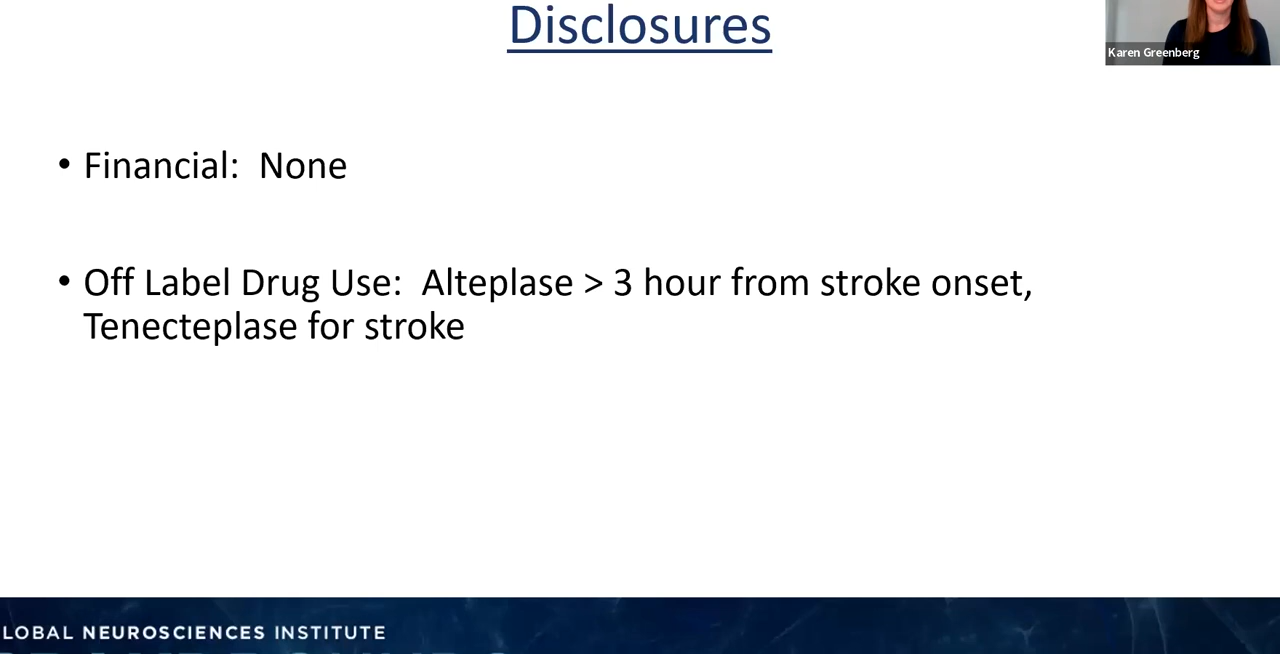 Disclosures
Karen Greenberg
• Financial: None
• Off Label Drug Use: Alteplase > 3 hour from stroke onset,
Tenecteplase for stroke
LOBAL NEUROSCIENCES INSTITUTE